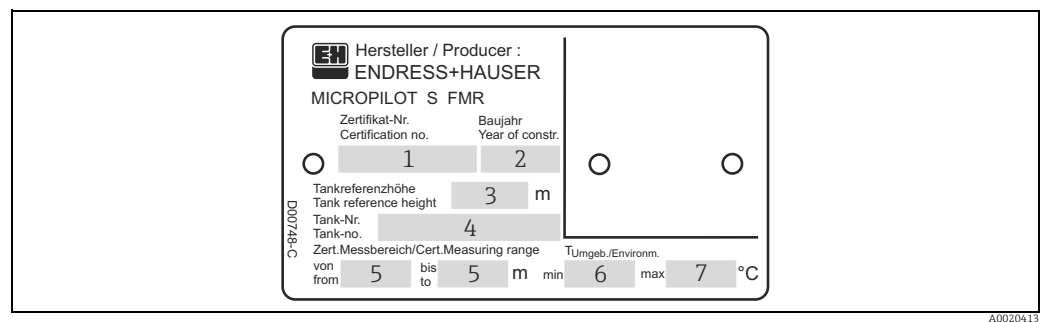 E+H
Hersteller / Producer :
ENDRESS+HAUSER
MICROPILOT S FMR
Zertifikat-Nr. Baujahr
Certification no. Year of constr.
1 2
Tankreferenzhöhe
Tank reference height 3 m
Tank-Nr.
Tank-no. 4
Zert.Messbereich/Cert.Measuring range TUmgeb./Environm.
von 5 bis 5 m min 6 max 7 °C
from to
D00748-C
A0020413